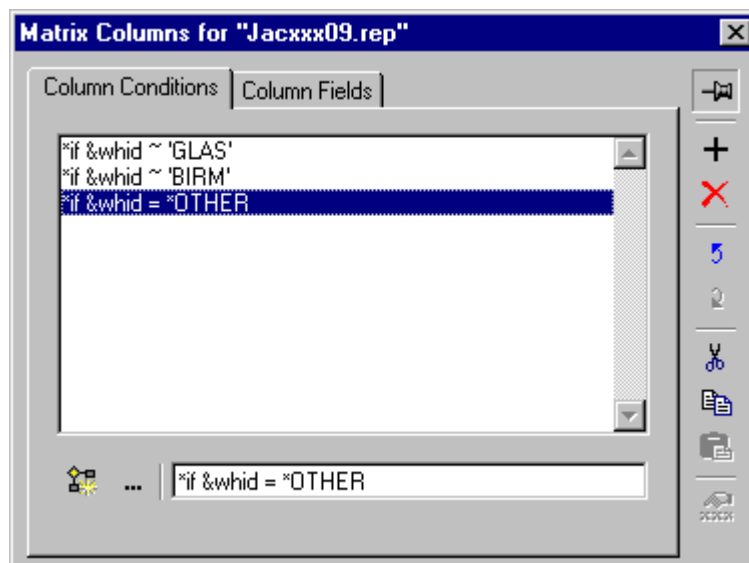 Matrix Columns for "Jacxxx09.rep"
Column Conditions Column Fields
*if &whid ~ 'GLAS'
*if &whid ~ 'BIRM'
*if &whid = *OTHER
... *if &whid = *OTHER